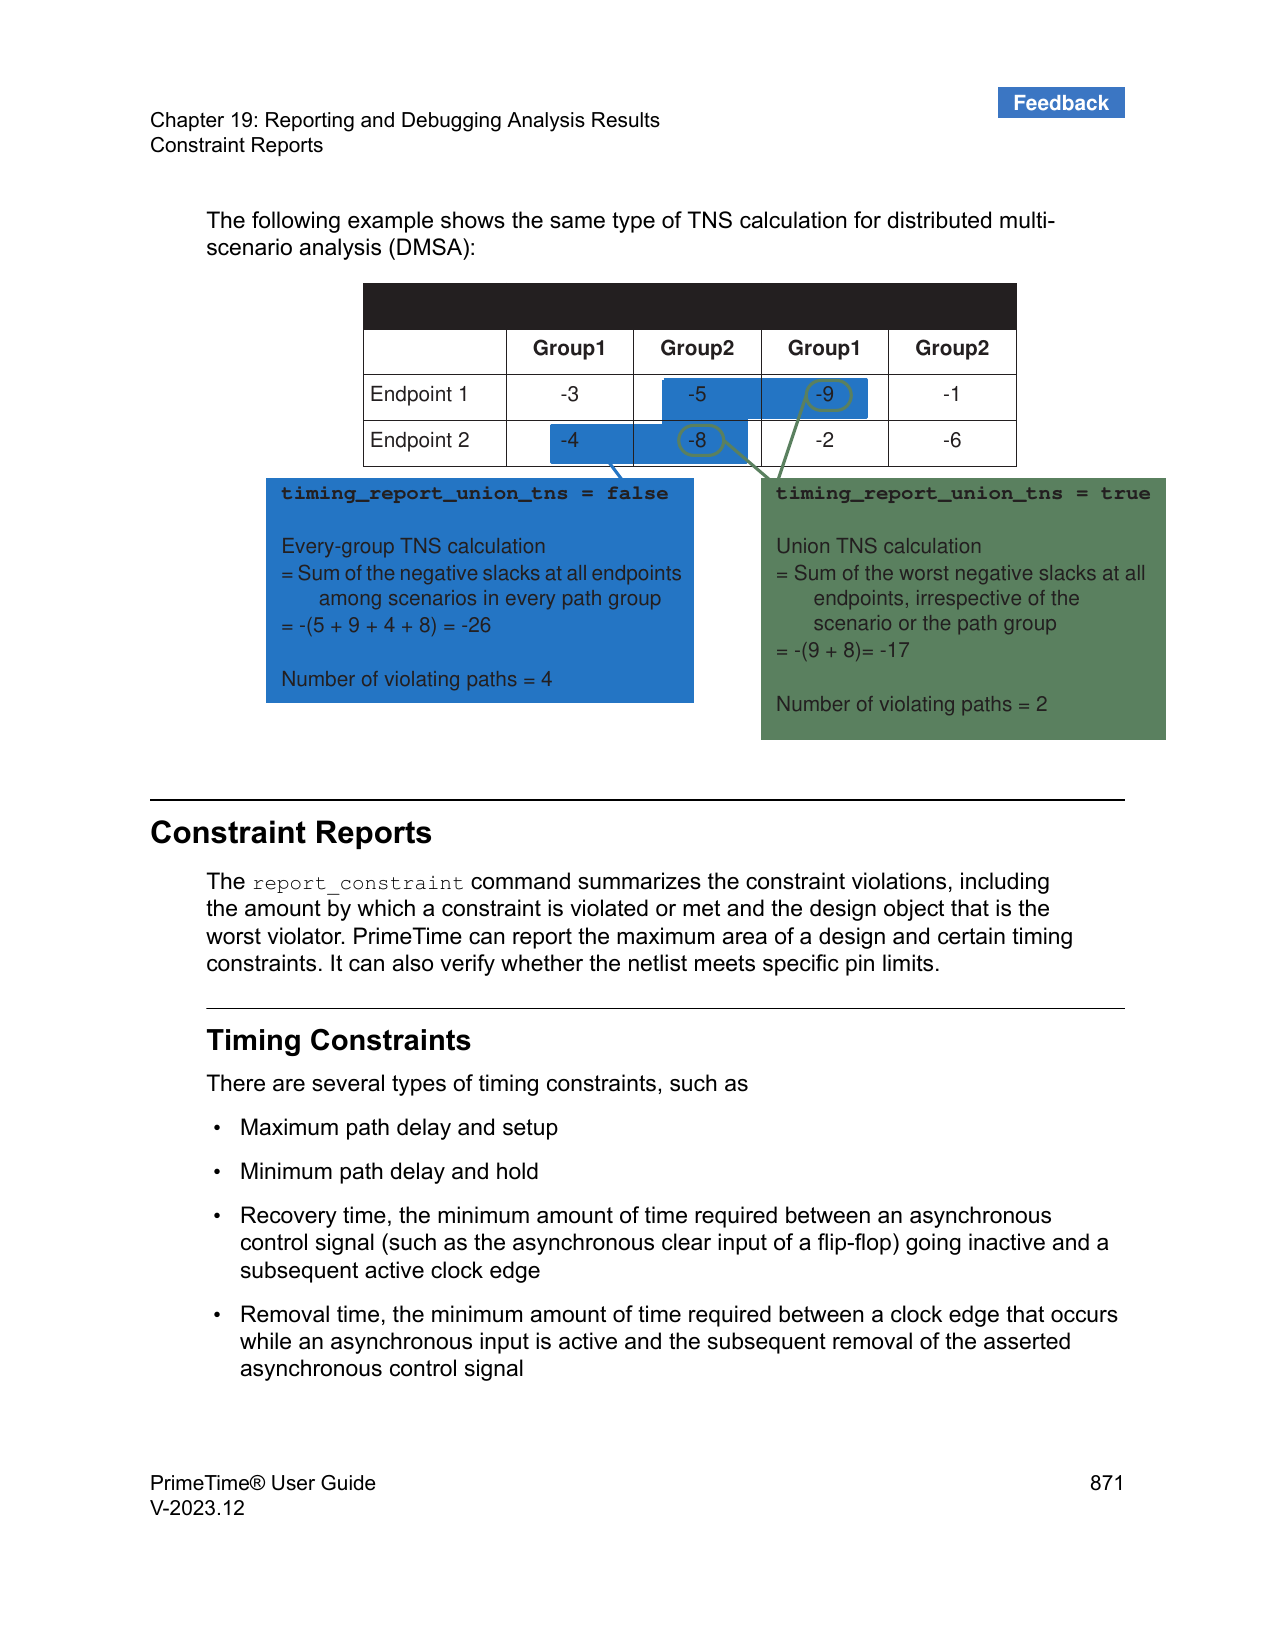 Feedback
Chapter 19: Reporting and Debugging Analysis Results
Constraint Reports
The following example shows the same type of TNS calculation for distributed multi-
scenario analysis (DMSA):
Group1 Group2 Group1 Group2
Endpoint 1 -3 -5 -9 -1
Endpoint 2 -4 -8 -2 -6
timing_report_union_tns = false
Every-group TNS calculation
= Sum of the negative slacks at all endpoints
among scenarios in every path group
= -(5 + 9 + 4 + 8) = -26
Number of violating paths = 4
timing_report_union_tns = true
Union TNS calculation
= Sum of the worst negative slacks at all
endpoints, irrespective of the
scenario or the path group
= -(9 + 8)= -17
Number of violating paths = 2
Constraint Reports
The report_constraint command summarizes the constraint violations, including
the amount by which a constraint is violated or met and the design object that is the
worst violator. PrimeTime can report the maximum area of a design and certain timing
constraints. It can also verify whether the netlist meets specific pin limits.
Timing Constraints
There are several types of timing constraints, such as
• Maximum path delay and setup
• Minimum path delay and hold
• Recovery time, the minimum amount of time required between an asynchronous
control signal (such as the asynchronous clear input of a flip-flop) going inactive and a
subsequent active clock edge
• Removal time, the minimum amount of time required between a clock edge that occurs
while an asynchronous input is active and the subsequent removal of the asserted
asynchronous control signal
PrimeTime® User Guide 871
V-2023.12